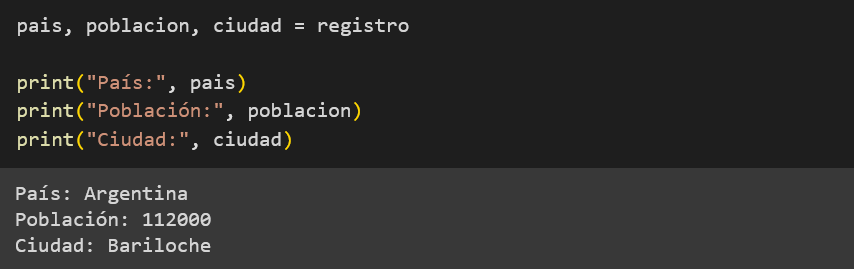 pais, poblacion, ciudad = registro
print("País:", pais)
print("Población:", poblacion)
print("Ciudad:", ciudad)
País: Argentina
Población: 112000
Ciudad: Bariloche